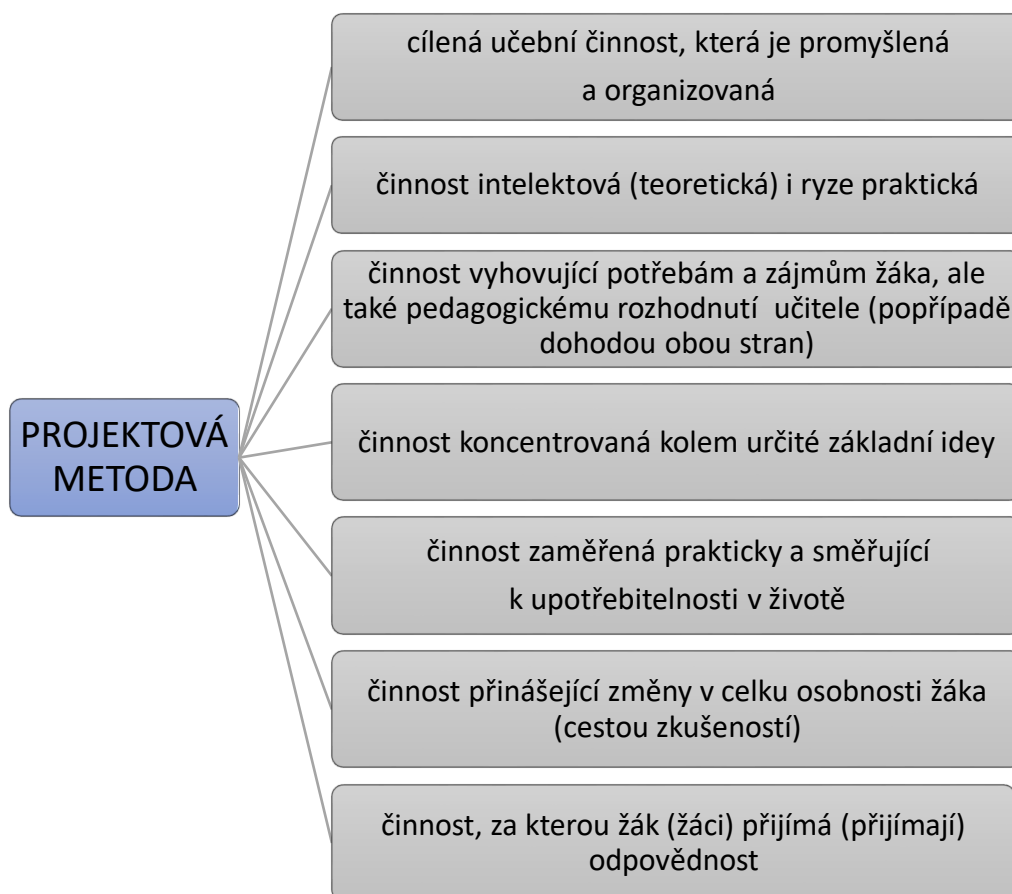 cílená učební činnost, která je promyšlená
a organizovaná
činnost intelektová (teoretická) i ryze praktická
činnost vyhovující potřebám a zájmům žáka, ale
také pedagogickému rozhodnutí učitele (popřípadě
dohodou obou stran)
PROJEKTOVÁ
METODA
činnost koncentrovaná kolem určité základní idey
činnost zaměřená prakticky a směřující
k upotřebitelnosti v životě
činnost přinášející změny v celku osobnosti žáka
(cestou zkušeností)
činnost, za kterou žák (žáci) přijímá (přijímají)
odpovědnost